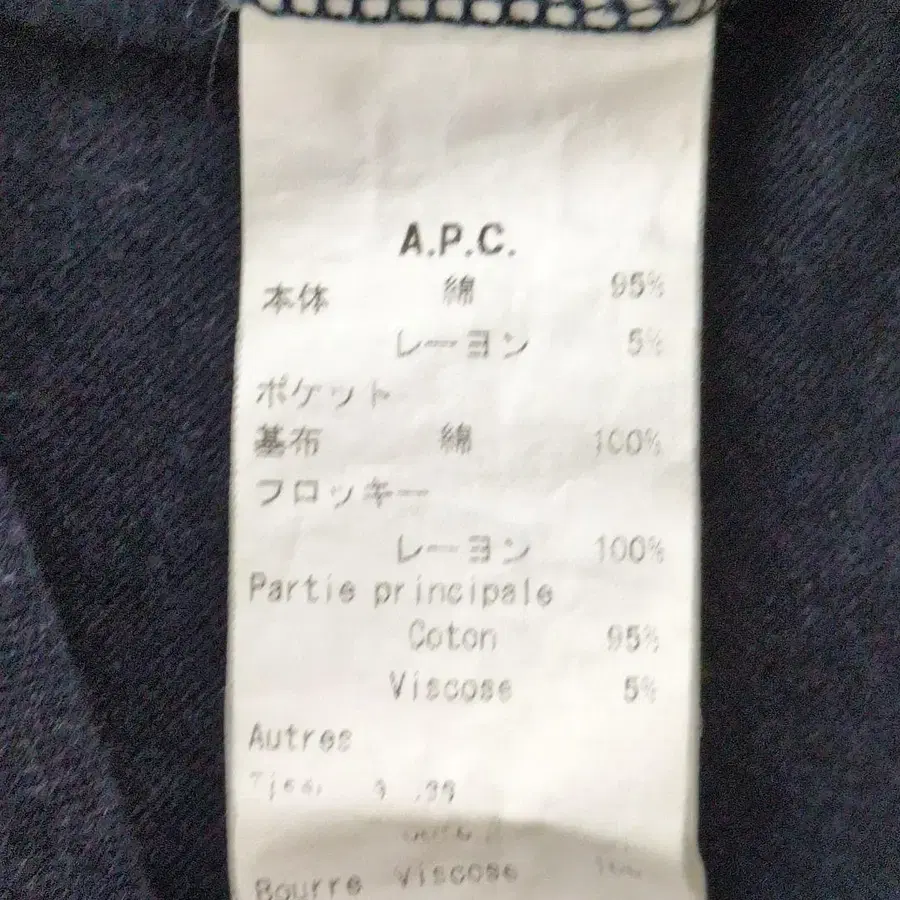 A.P.C.
本体 綿 95%
レーヨン 5%
ポケット
基布 綿 100%
フロッキー
レーヨン 100%
Partie principale
Coton 95%
Viscose 5%
Autres
Bourre Viscose